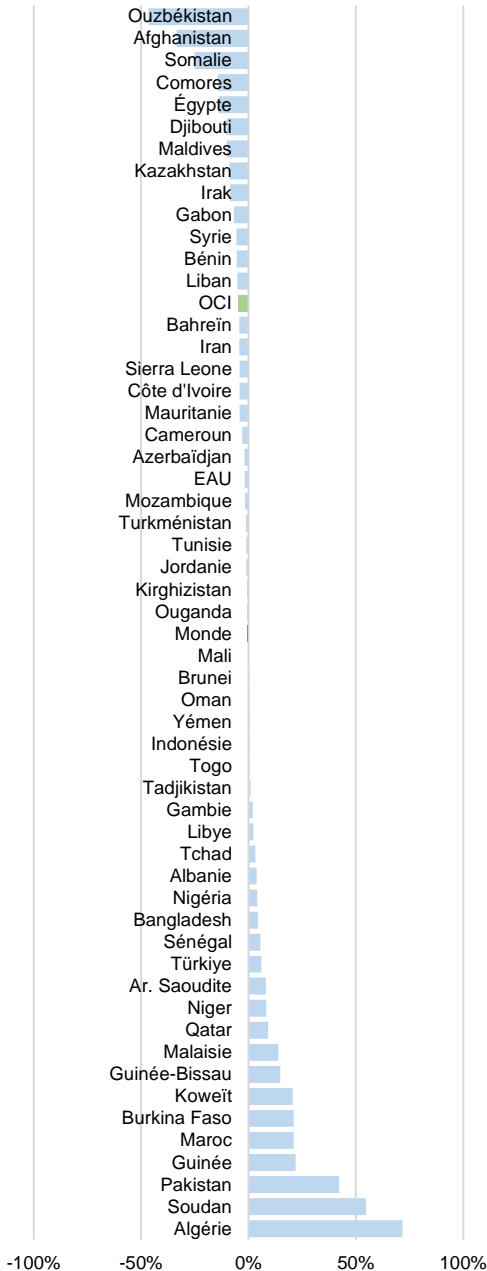 Ouzbékistan
Afghanistan
Somalie
Comores
Égypte
Djibouti
Maldives
Kazakhstan
Irak
Gabon
Syrie
Bénin
Liban
OCI
Bahreïn
Iran
Sierra Leone
Côte d'Ivoire
Mauritanie
Cameroun
Azerbaïdjan
EAU
Mozambique
Turkménistan
Tunisie
Jordanie
Kirghizistan
Ouganda
Monde
Mali
Brunei
Oman
Yémen
Indonésie
Togo
Tadjikistan
Gambie
Libye
Tchad
Albanie
Nigéria
Bangladesh
Sénégal
Türkiye
Ar. Saoudite
Niger
Qatar
Malaisie
Guinée-Bissau
Koweït
Burkina Faso
Maroc
Guinée
Pakistan
Soudan
Algérie
-100% -50% 0% 50% 100%